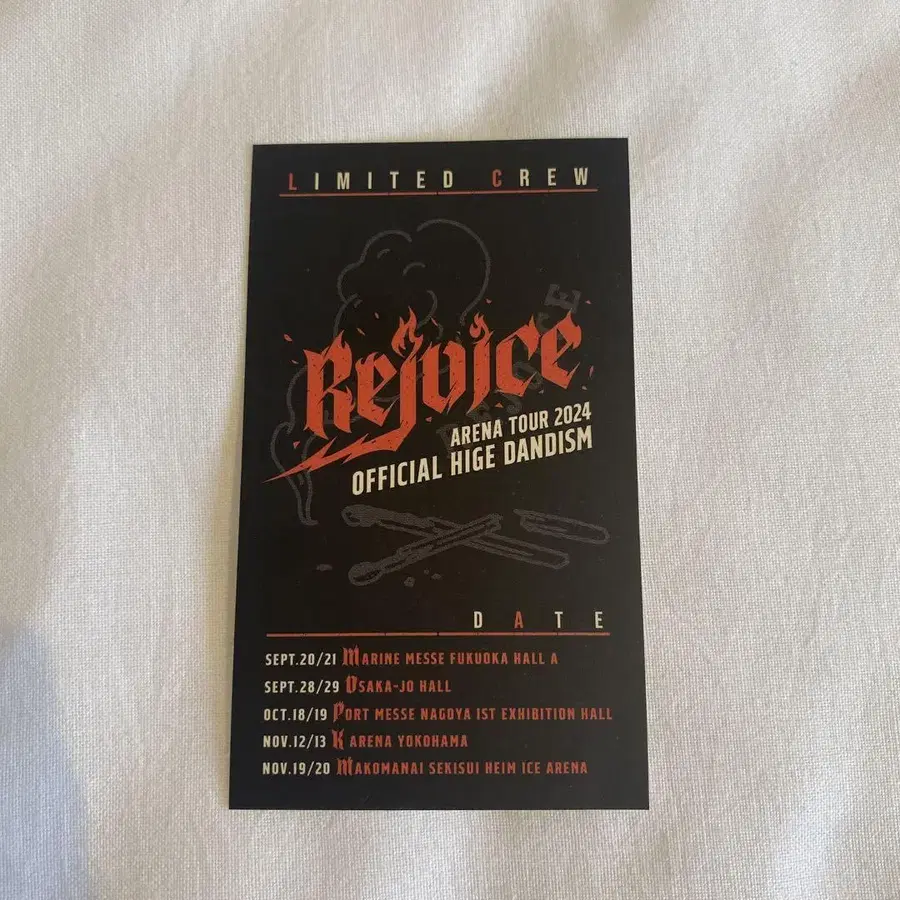 LIMITED CREW
Rejoice
REJOICE
ARENA TOUR 2024
OFFICIAL HIGE DANDISM
DATE
SEPT.20/21 MARINE MESSE FUKUOKA HALL A
SEPT.28/29 OSAKA-JO HALL
OCT.18/19 PORT MESSE NAGOYA 1ST EXHIBITION HALL
NOV.12/13 K ARENA YOKOHAMA
NOV.19/20 MAKOMANAI SEKISUI HEIM ICE ARENA